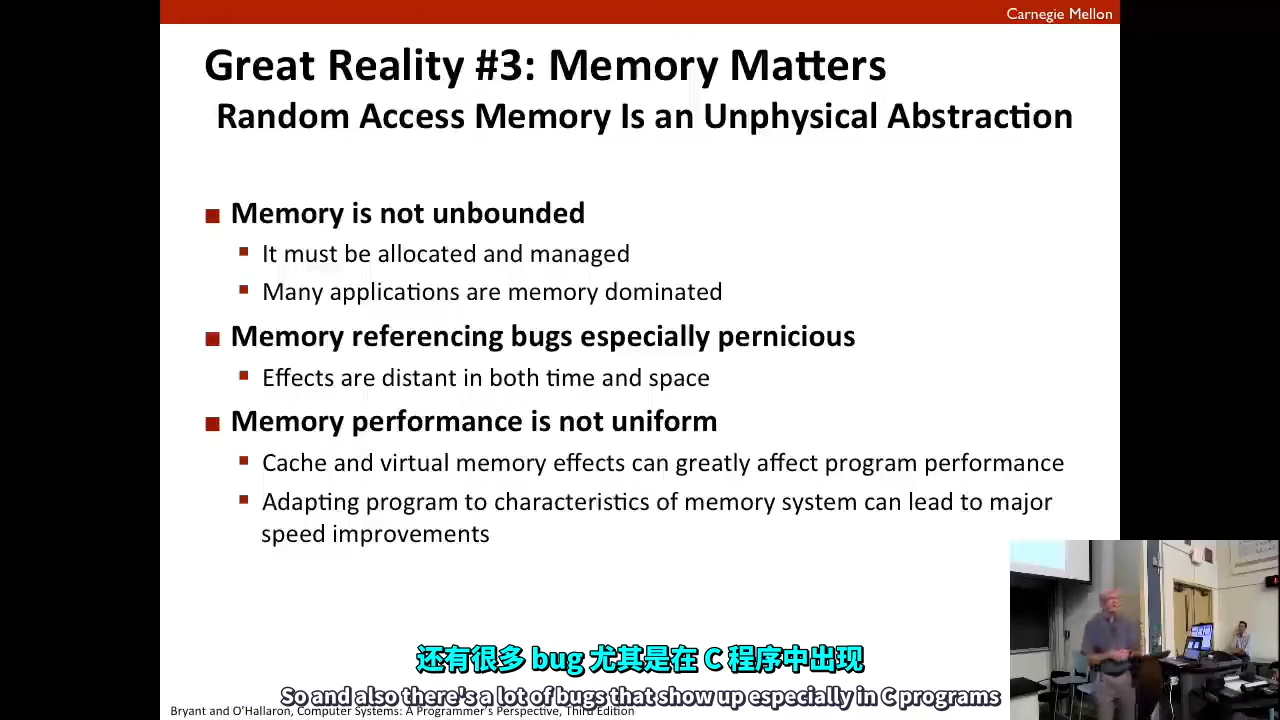 Carnegie Mellon
Great Reality #3: Memory Matters
Random Access Memory Is an Unphysical Abstraction
Memory is not unbounded
It must be allocated and managed
Many applications are memory dominated
Memory referencing bugs especially pernicious
Effects are distant in both time and space
Memory performance is not uniform
Cache and virtual memory effects can greatly affect program performance
Adapting program to characteristics of memory system can lead to major
speed improvements
还有很多 bug 尤其是在 C 程序中出现
So and also there's a lot of bugs that show up especially in C programs
Bryant and O'Hallaron, Computer Systems: A Programmer's Perspective, Third Edition